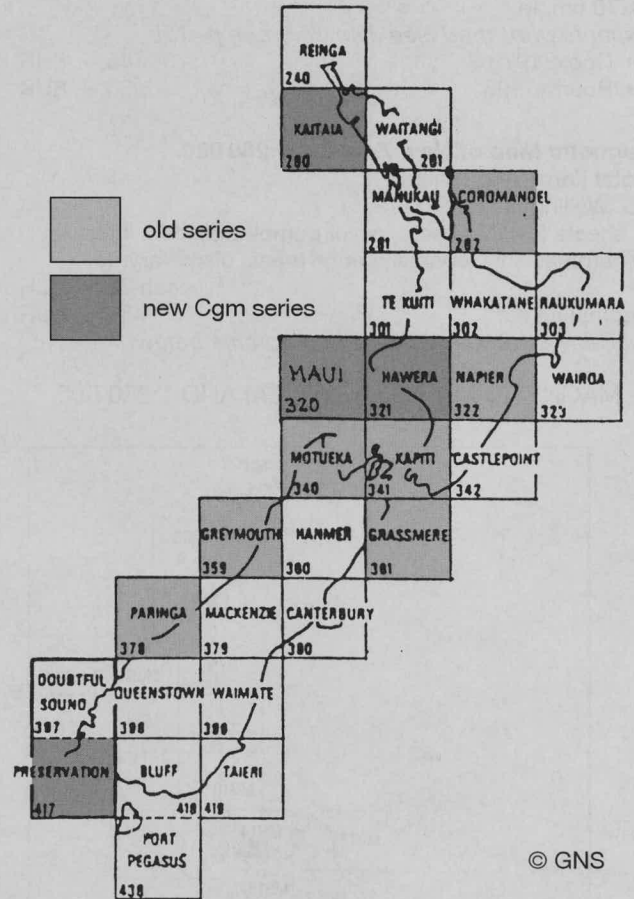 REINGA
240
KAITAIA WAITANGI
260 261
MANUKAU COROMANDEL
281 282
old series
new Cgm series
TE KUITI WHAKATANE RAUKUMARA
301 302 303
MAUI HAWERA NAPIER WAIROA
320 321 322 323
MOTUEKA KAPITI CASTLEPOINT
340 341 342
GREYMOUTH HANMER GRASSMERE
359 360 361
PARINGA MACKENZIE CANTERBURY
378 379 380
DOUBTFUL
SOUND QUEENSTOWN WAIMATE
397 398 399
PRESERVATION BLUFF TAIERI
417 418 419
PORT
PEGASUS
438
© GNS